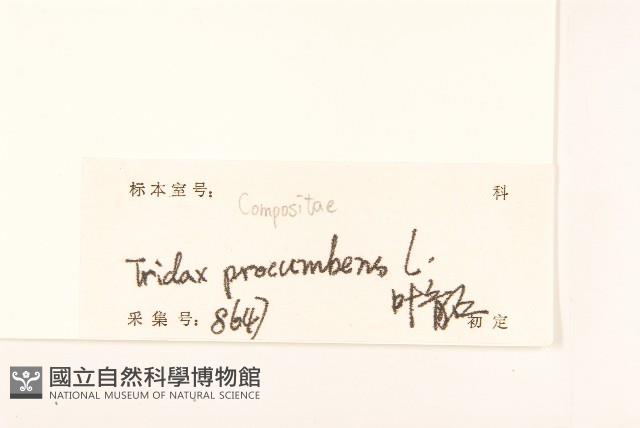 标本室号: Compositae 科
Tridax procumbens L.
采集号: 8647 叶 初定
國立自然科學博物館
NATIONAL MUSEUM OF NATURAL SCIENCE